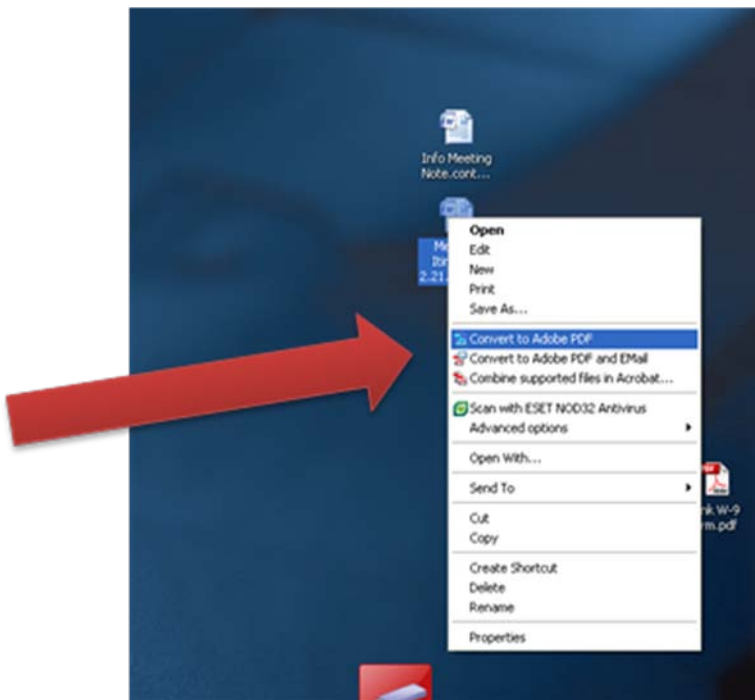 Info Meeting
Note.cont...
2.21.
Open
Edit
New
Print
Save As...
Convert to Adobe PDF
Convert to Adobe PDF and EMail
Combine supported files in Acrobat...
Scan with ESET NOD32 Antivirus
Advanced options
Open With...
Send To
Cut
Copy
Create Shortcut
Delete
Rename
Properties
W-9
.pdf